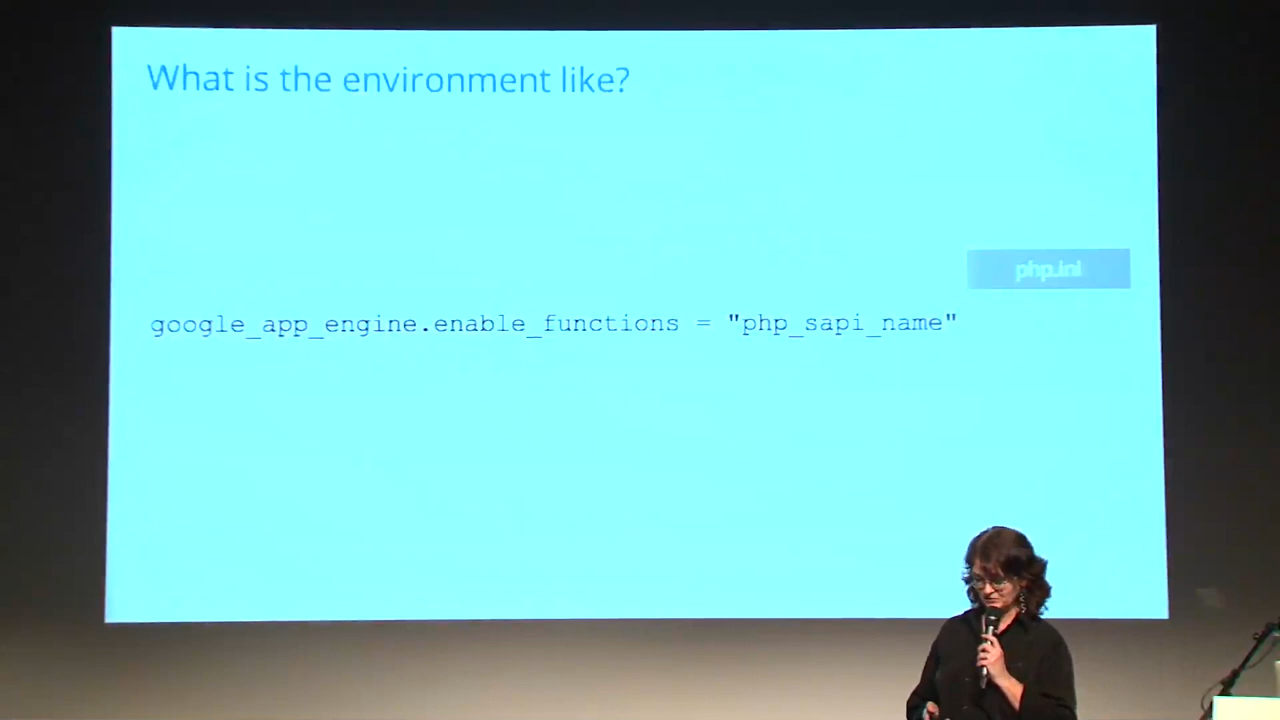 What is the environment like?
php.ini
google_app_engine.enable_functions = "php_sapi_name"